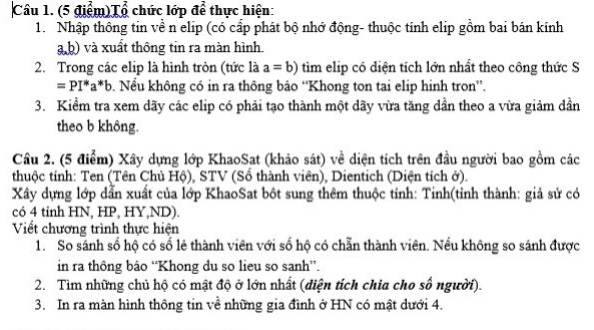 Câu 1. (5 điểm)Tổ chức lớp để thực hiện:
1. Nhập thông tin về n elip (có cấp phát bộ nhớ động- thuộc tính elip gồm bai bán kính
a,b) và xuất thông tin ra màn hình.
2. Trong các elip là hình tròn (tức là a = b) tìm elip có diện tích lớn nhất theo công thức S
= PI*a*b. Nếu không có in ra thông báo “Khong ton tai elip hinh tron”.
3. Kiểm tra xem dãy các elip có phải tạo thành một dãy vừa tăng dần theo a vừa giảm dần
theo b không.
Câu 2. (5 điểm) Xây dựng lớp KhaoSat (khảo sát) về diện tích trên đầu người bao gồm các
thuộc tính: Ten (Tên Chủ Hộ), STV (Số thành viên), Dientich (Diện tích ở).
Xây dựng lớp dẫn xuất của lớp KhaoSat bôt sung thêm thuộc tính: Tinh(tỉnh thành: giả sử có
có 4 tỉnh HN, HP, HY,ND).
Viết chương trình thực hiện
1. So sánh số hộ có số lẻ thành viên với số hộ có chẵn thành viên. Nếu không so sánh được
in ra thông báo “Khong du so lieu so sanh”.
2. Tìm những chủ hộ có mật độ ở lớn nhất (diện tích chia cho số người).
3. In ra màn hình thông tin về những gia đình ở HN có mật dưới 4.